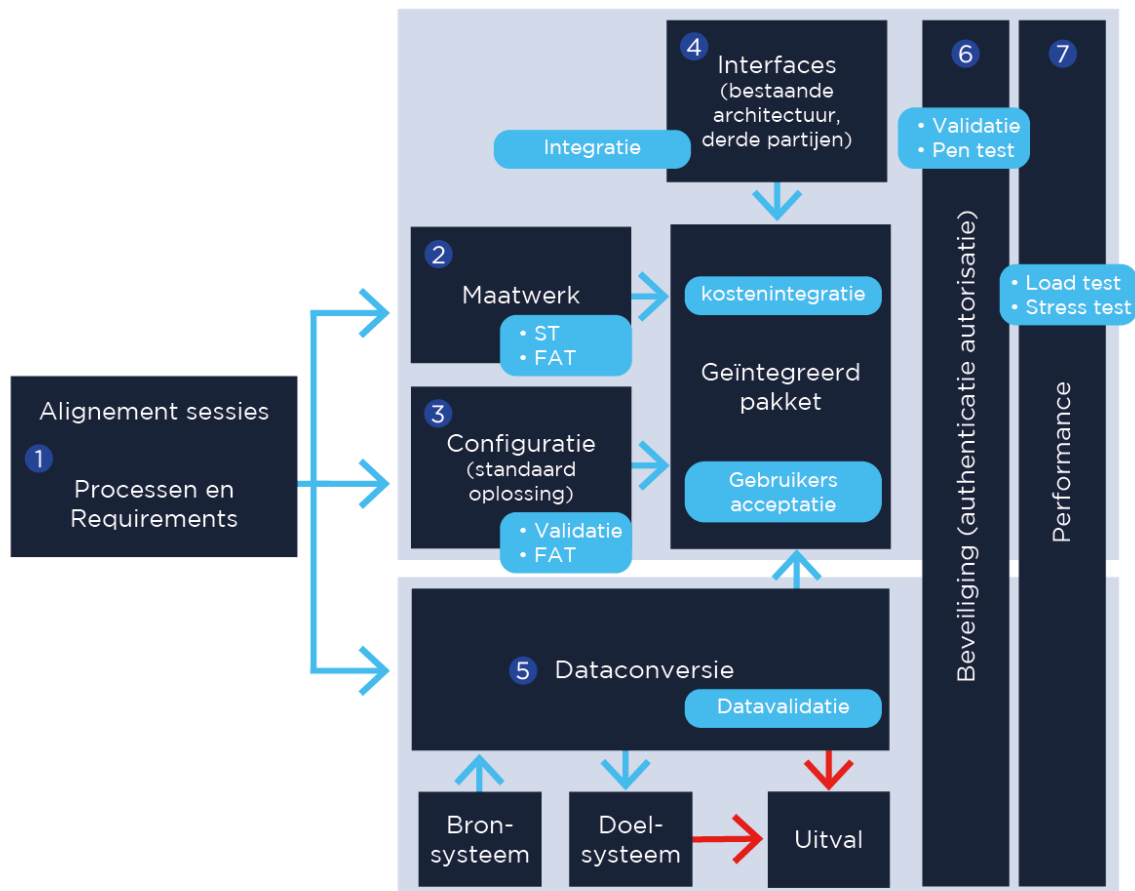 4
Interfaces
(bestaande
architectuur,
derde partijen)
Integratie
6
7
• Validatie
• Pen test
2
Maatwerk
• ST
• FAT
kostenintegratie
Geïntegreerd
pakket
• Load test
• Stress test
Alignement sessies
1
Processen en
Requirements
3
Configuratie
(standaard
oplossing)
• Validatie
• FAT
Gebruikers
acceptatie
Beveiliging (authenticatie autorisatie)
Performance
5
Dataconversie
Datavalidatie
Bron-
systeem
Doel-
systeem
Uitval